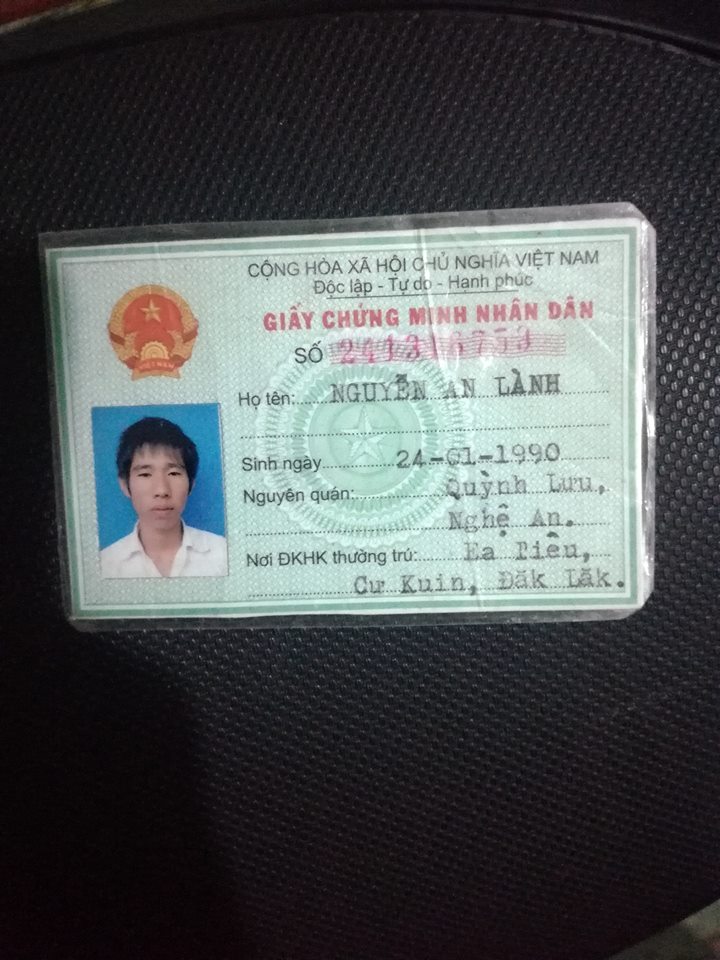 CỘNG HÒA XÃ HỘI CHỦ NGHĨA VIỆT NAM
Độc lập - Tự do - Hạnh phúc
GIẤY CHỨNG MINH NHÂN DÂN
SỐ
Họ tên: NGUYỄN AN LÀNH
Sinh ngày 24-01-1990
Nguyên quán: Quỳnh Lưu,
Nghệ An.
Nơi ĐKHK thường trú: Ea
Cư Kuin, Đăk Lăk.
VIỆT NAM